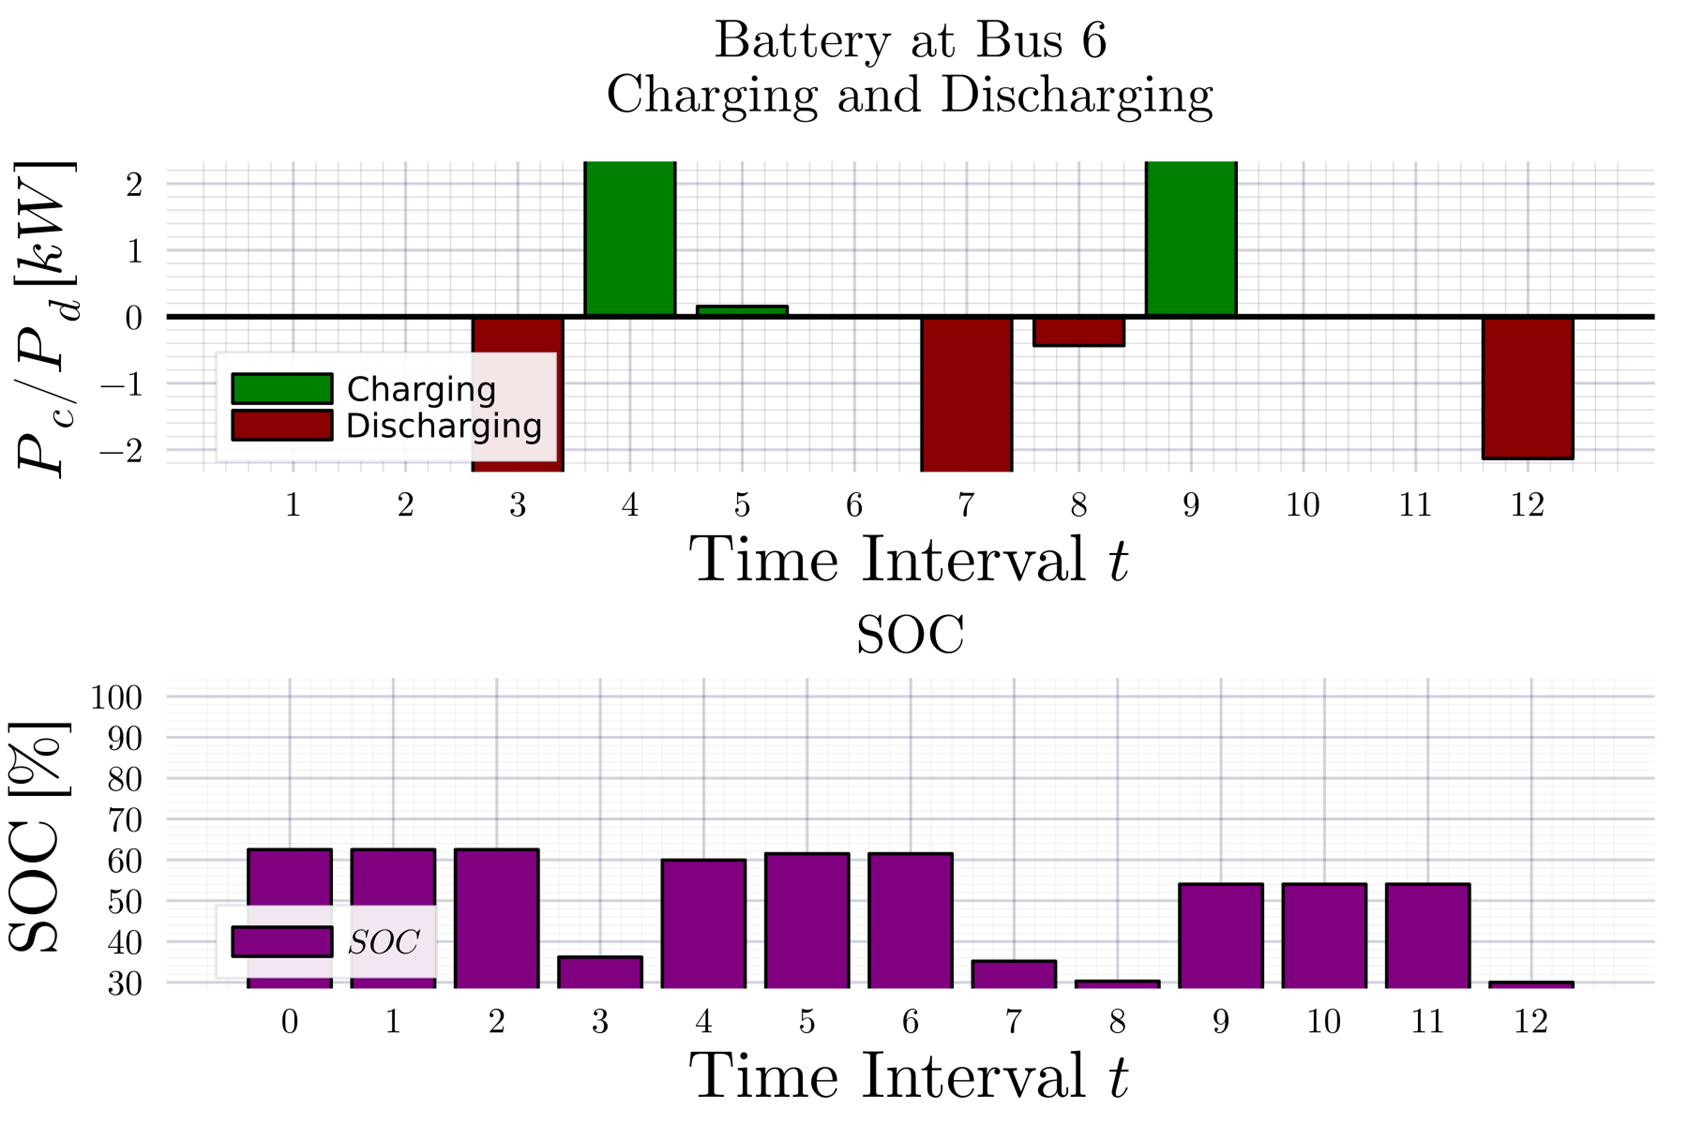 Battery at Bus 6
Charging and Discharging
P_c / P_d [kW]
2
1
0
−1
−2
Charging
Discharging
1 2 3 4 5 6 7 8 9 10 11 12
Time Interval t
SOC
SOC [%]
100
90
80
70
60
50
40
30
SOC
0 1 2 3 4 5 6 7 8 9 10 11 12
Time Interval t